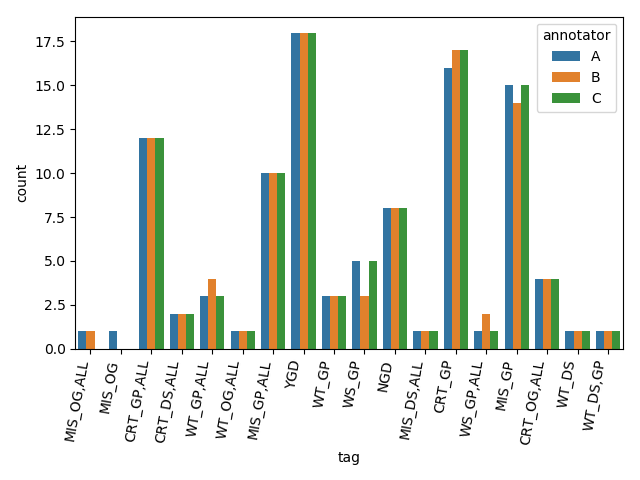 annotator
A
B
C
17.5
15.0
12.5
10.0
7.5
5.0
2.5
0.0
count
MIS_OG,ALL
MIS_OG
CRT_GP,ALL
CRT_DS,ALL
WT_GP,ALL
WT_OG,ALL
MIS_GP,ALL
YGD
WT_GP
WS_GP
NGD
MIS_DS,ALL
CRT_GP
WS_GP,ALL
MIS_GP
CRT_OG,ALL
WT_DS
WT_DS,GP
tag